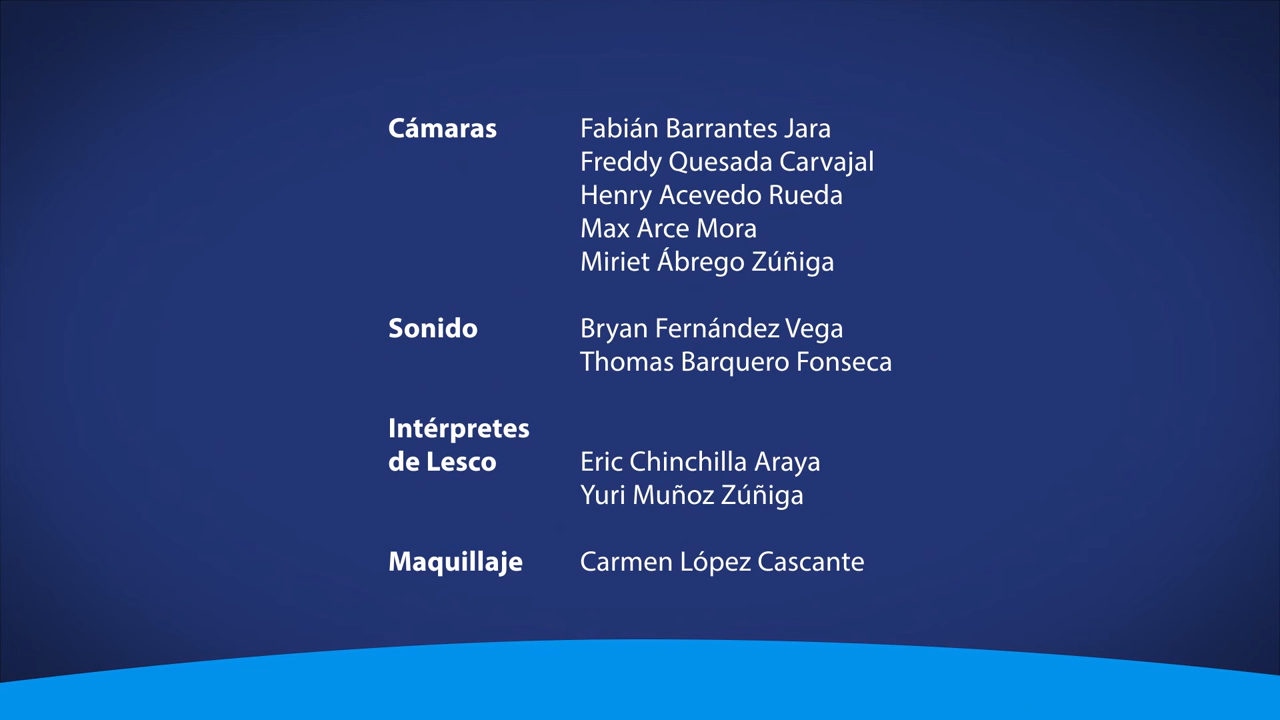 Cámaras Fabián Barrantes Jara
Freddy Quesada Carvajal
Henry Acevedo Rueda
Max Arce Mora
Miriet Ábrego Zúñiga
Sonido Bryan Fernández Vega
Thomas Barquero Fonseca
Intérpretes
de Lesco Eric Chinchilla Araya
Yuri Muñoz Zúñiga
Maquillaje Carmen López Cascante